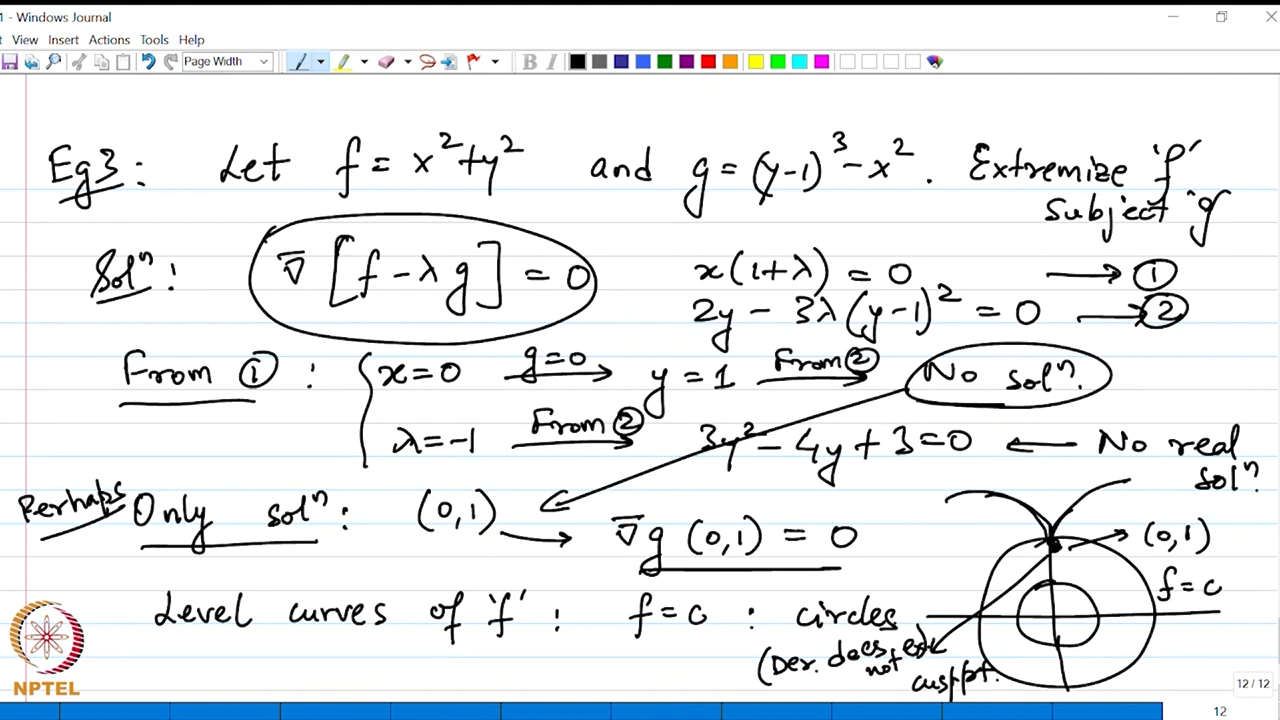 1 - Windows Journal
View Insert Actions Tools Help
Page Width
B I
Eg3: Let f = x² + y² and g = (y-1)³ - x². Extremize 'f'
subject 'g'
Solⁿ: ∇̄ [f - λg] = 0 x(1+λ) = 0 → ①
2y - 3λ(y-1)² = 0 → ②
From ①: { x=0 g=0→ y = 1 From②→ No solⁿ.
λ=-1 From②→ 3y² - 4y + 3 = 0 ← No real
solⁿ.
Perhaps Only solⁿ: (0,1) → ∇̄g (0,1) = 0
(0,1)
f=c
Level curves of 'f': f=c : circles
(Der. does not ext
cusp pt.
NPTEL
12 / 12
12